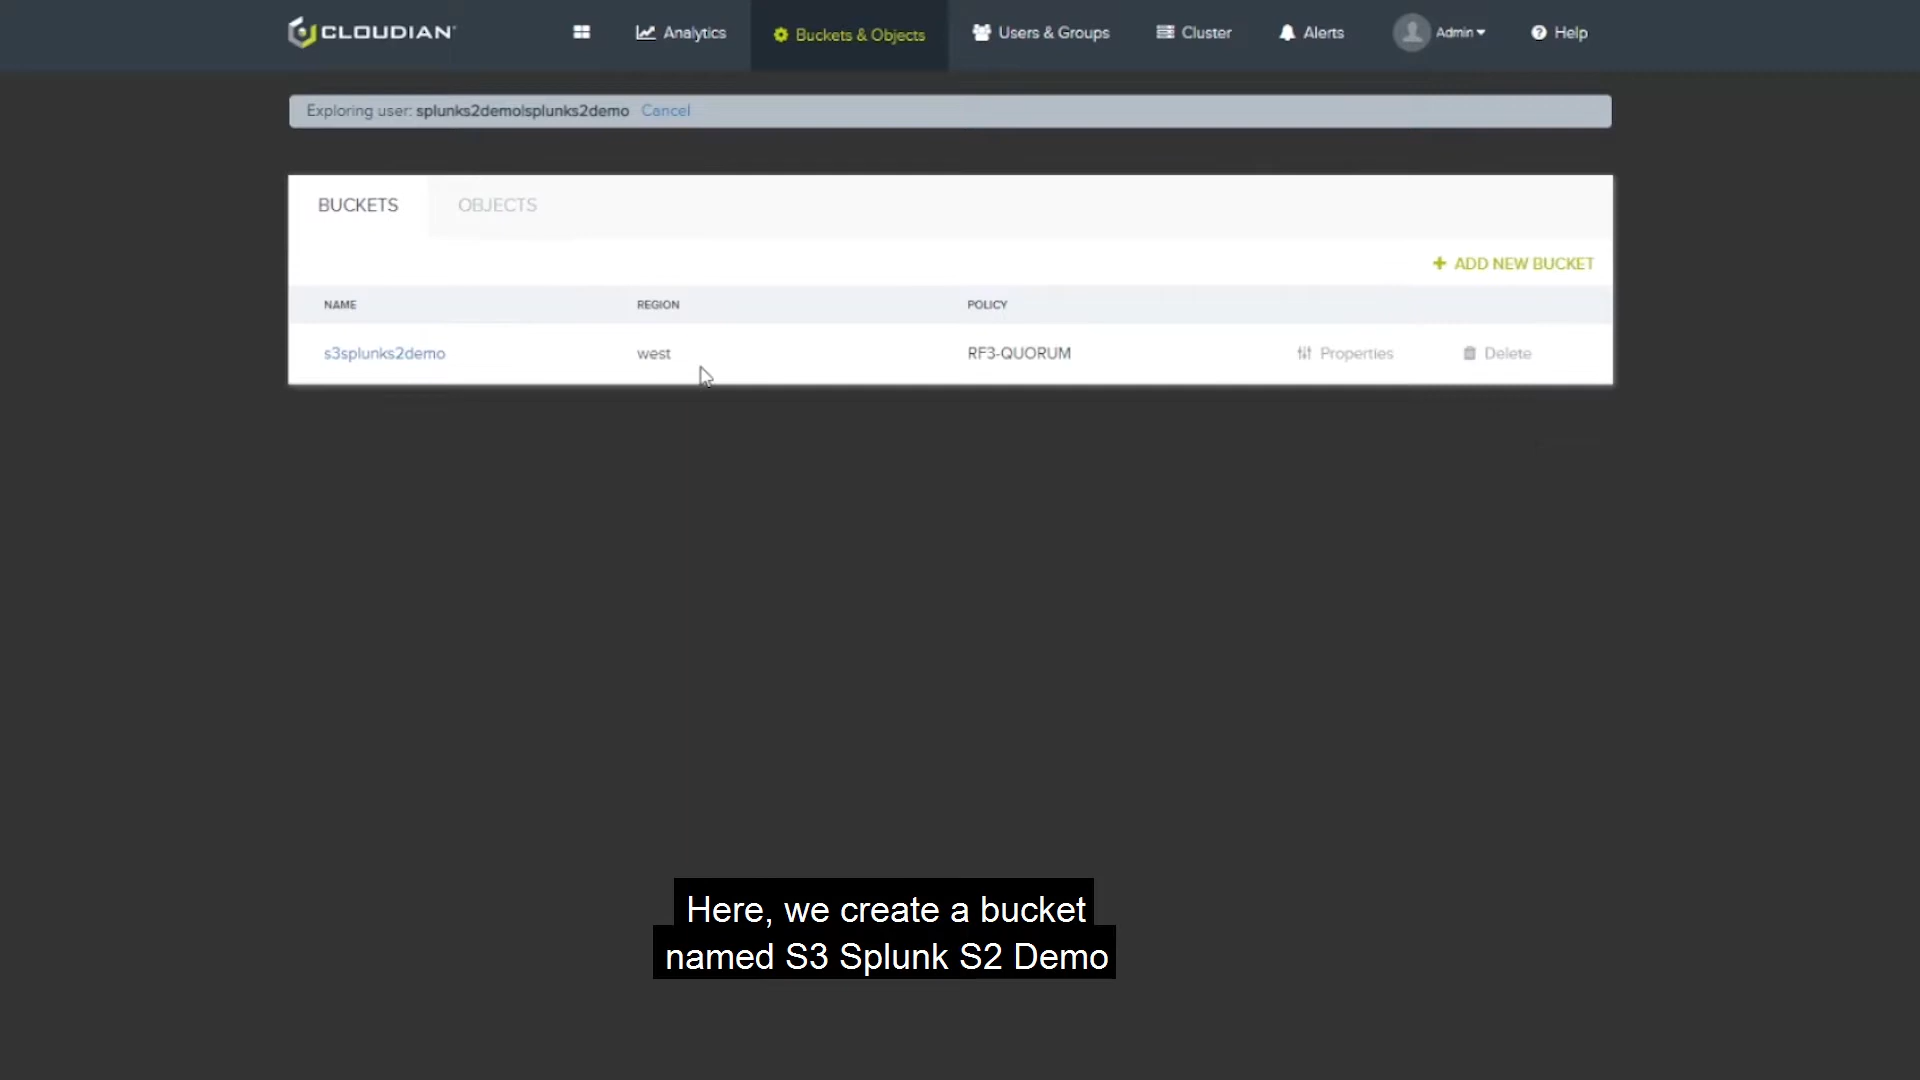 CLOUDIAN
Analytics
Buckets & Objects
Users & Groups
Cluster
Alerts
Admin
Help
Exploring user: splunks2demo|splunks2demo Cancel
BUCKETS
OBJECTS
+ ADD NEW BUCKET
NAME REGION POLICY
s3splunks2demo west RF3-QUORUM Properties Delete
Here, we create a bucket
named S3 Splunk S2 Demo